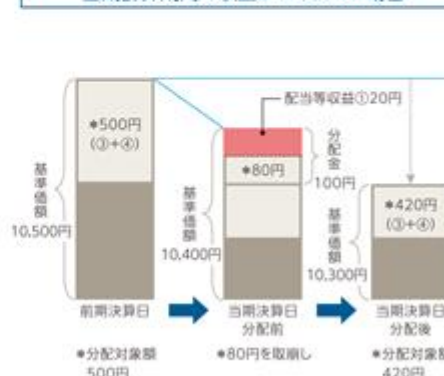 *500円
(③+④)
基準価額
10,500円
前期決算日
*分配対象額
500円
配当等収益①20円
*80円
分配金
100円
基準価額
10,400円
当期決算日
分配前
*80円を取崩し
*420円
(③+④)
基準価額
10,300円
当期決算日
分配後
*分配対象額
420円